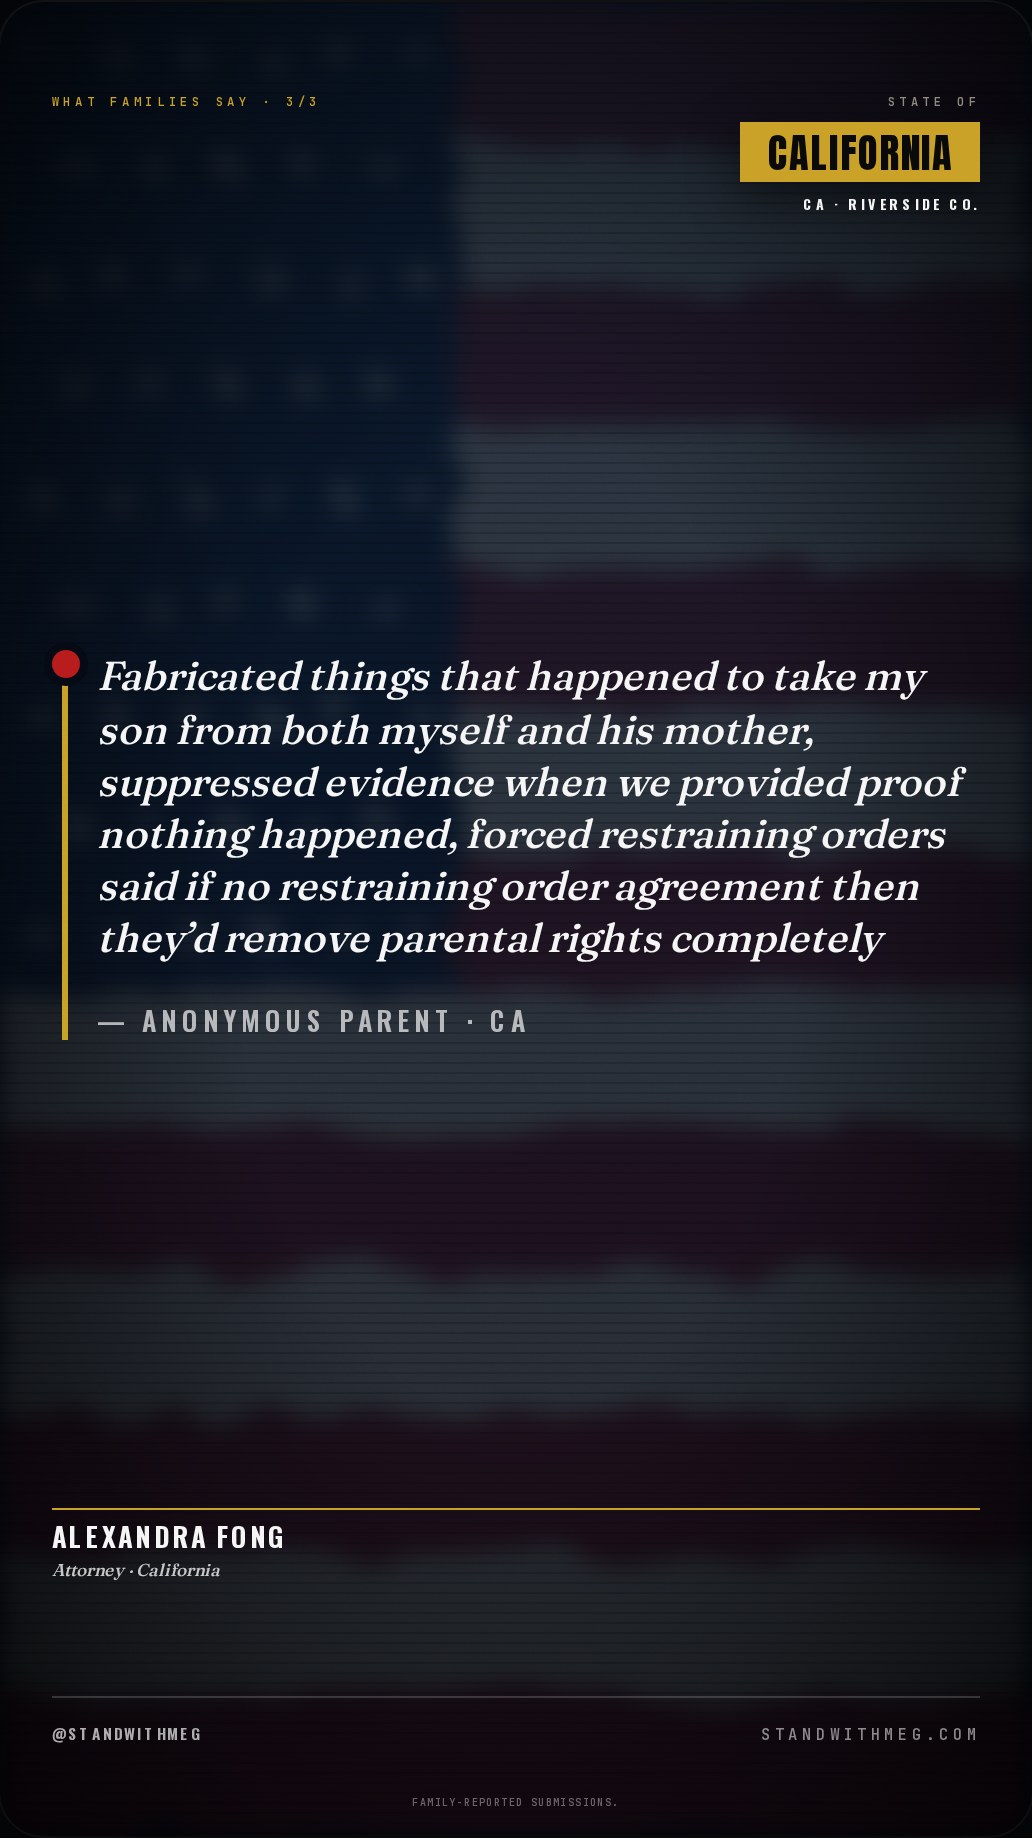 WHAT FAMILIES SAY · 3/3
STATE OF
CALIFORNIA
CA · RIVERSIDE CO.
Fabricated things that happened to take my
son from both myself and his mother,
suppressed evidence when we provided proof
nothing happened, forced restraining orders
said if no restraining order agreement then
they’d remove parental rights completely
— ANONYMOUS PARENT · CA
ALEXANDRA FONG
Attorney · California
@STANDWITHMEG
STANDWITHMEG.COM
FAMILY-REPORTED SUBMISSIONS.